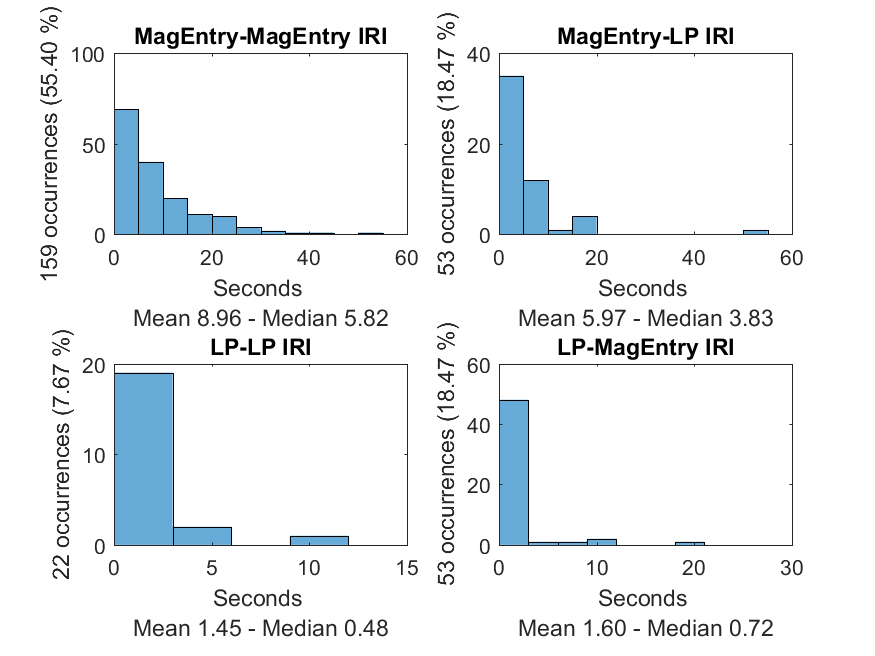 MagEntry-MagEntry IRI
159 occurrences (55.40 %)
100
50
0
0 20 40 60
Seconds
Mean 8.96 - Median 5.82
MagEntry-LP IRI
53 occurrences (18.47 %)
40
20
0
0 20 40 60
Seconds
Mean 5.97 - Median 3.83
LP-LP IRI
22 occurrences (7.67 %)
20
10
0
0 5 10 15
Seconds
Mean 1.45 - Median 0.48
LP-MagEntry IRI
53 occurrences (18.47 %)
60
40
20
0
0 10 20 30
Seconds
Mean 1.60 - Median 0.72